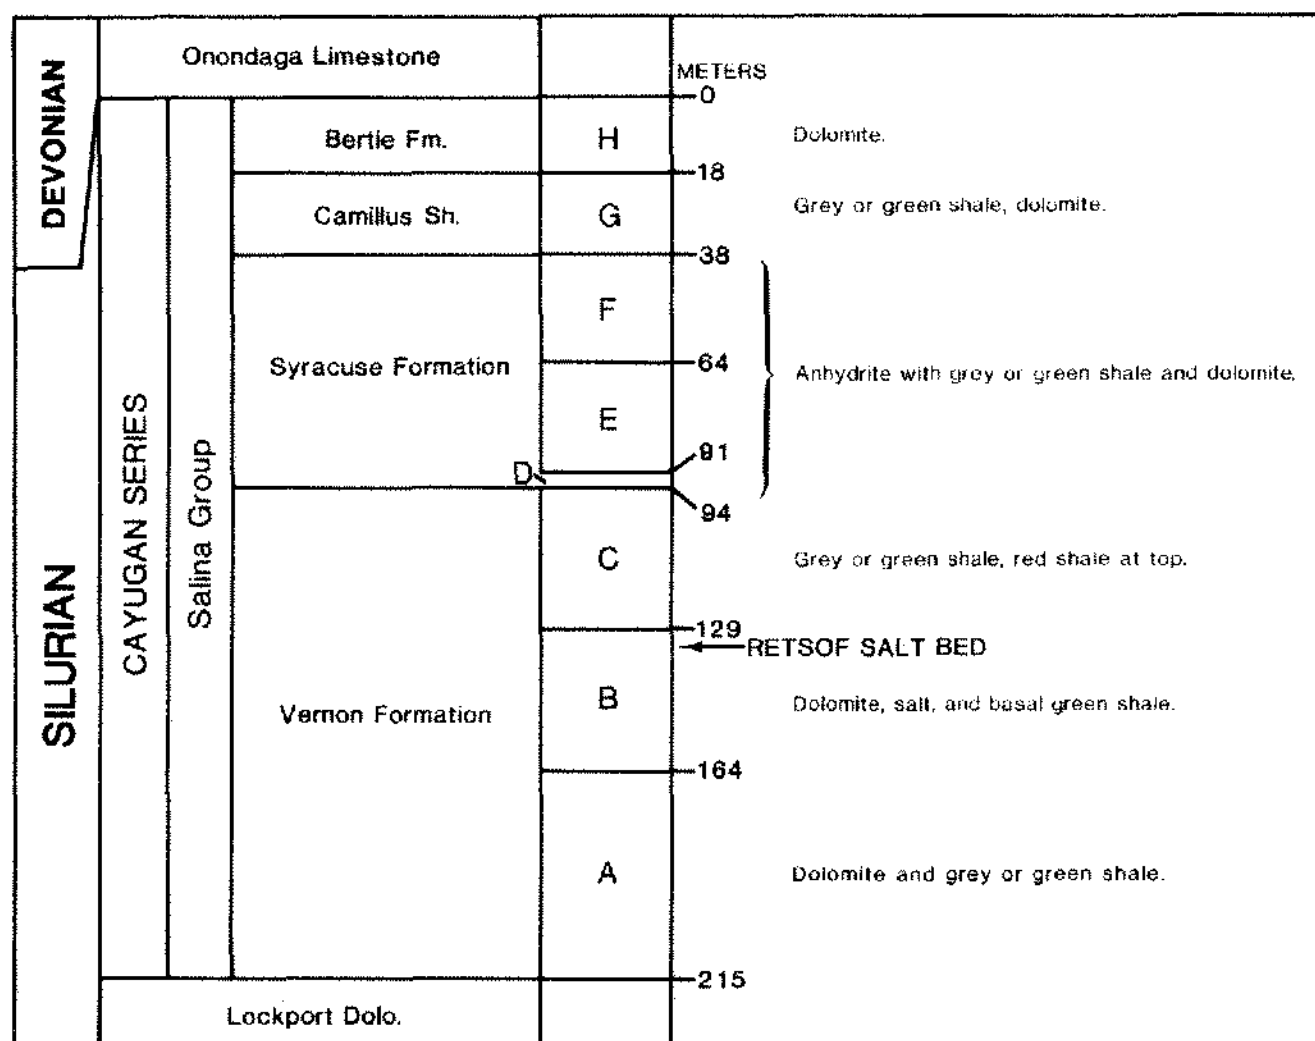 DEVONIAN
Onondaga Limestone
METERS
0
Bertie Fm.
H
Dolomite.
18
Camillus Sh.
G
Grey or green shale, dolomite.
38
F
Syracuse Formation
64
Anhydrite with grey or green shale and dolomite.
E
91
D
94
SILURIAN
CAYUGAN SERIES
Salina Group
C
Grey or green shale, red shale at top.
129
RETSOF SALT BED
Vernon Formation
B
Dolomite, salt, and basal green shale.
164
A
Dolomite and grey or green shale.
215
Lockport Dolo.